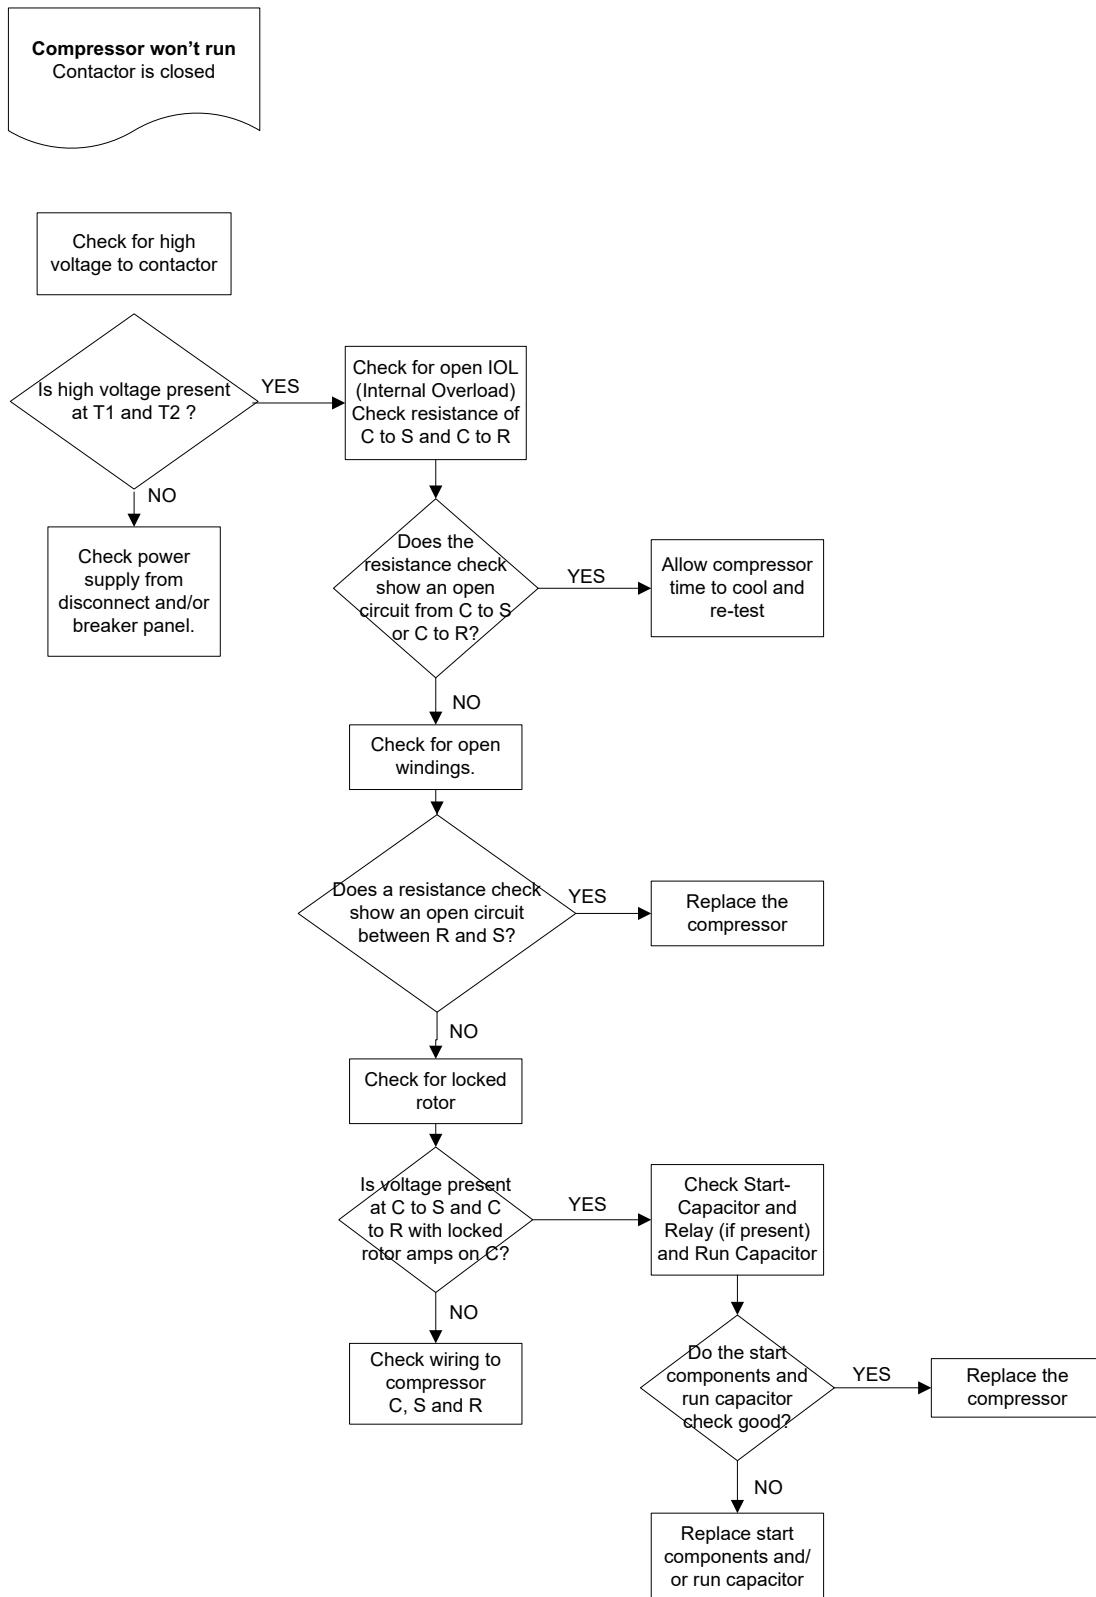 Compressor won’t run
Contactor is closed
Check for high
voltage to contactor
Is high voltage present
at T1 and T2 ?
YES
NO
Check power
supply from
disconnect and/or
breaker panel.
Check for open IOL
(Internal Overload)
Check resistance of
C to S and C to R
Does the
resistance check
show an open
circuit from C to S
or C to R?
YES
Allow compressor
time to cool and
re-test
NO
Check for open
windings.
Does a resistance check
show an open circuit
between R and S?
YES
Replace the
compressor
NO
Check for locked
rotor
Is voltage present
at C to S and C
to R with locked
rotor amps on C?
YES
NO
Check wiring to
compressor
C, S and R
Check Start-
Capacitor and
Relay (if present)
and Run Capacitor
Do the start
components and
run capacitor
check good?
YES
Replace the
compressor
NO
Replace start
components and/
or run capacitor